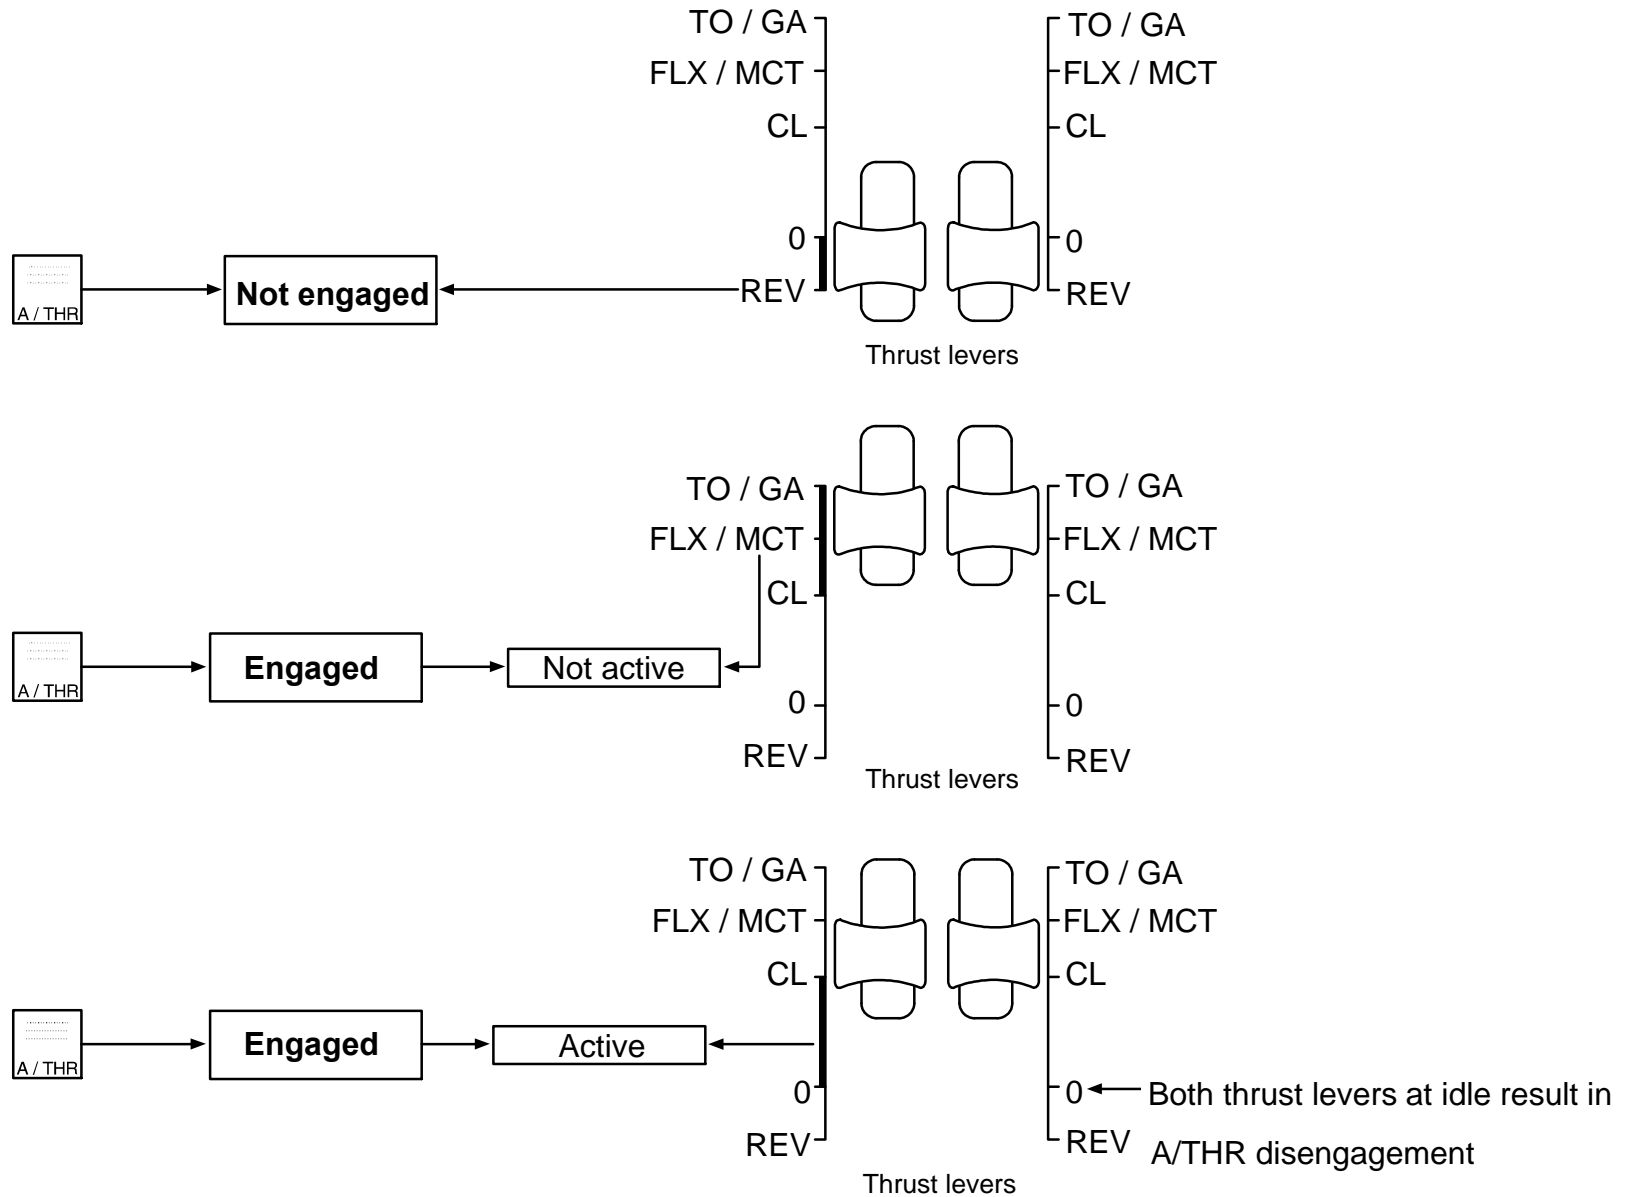 TO / GA TO / GA
FLX / MCT FLX / MCT
CL CL
0 0
A / THR Not engaged REV REV
Thrust levers
TO / GA TO / GA
FLX / MCT FLX / MCT
CL CL
A / THR Engaged Not active
0 0
REV REV
Thrust levers
TO / GA TO / GA
FLX / MCT FLX / MCT
CL CL
A / THR Engaged Active
0 0 Both thrust levers at idle result in
REV REV A/THR disengagement
Thrust levers